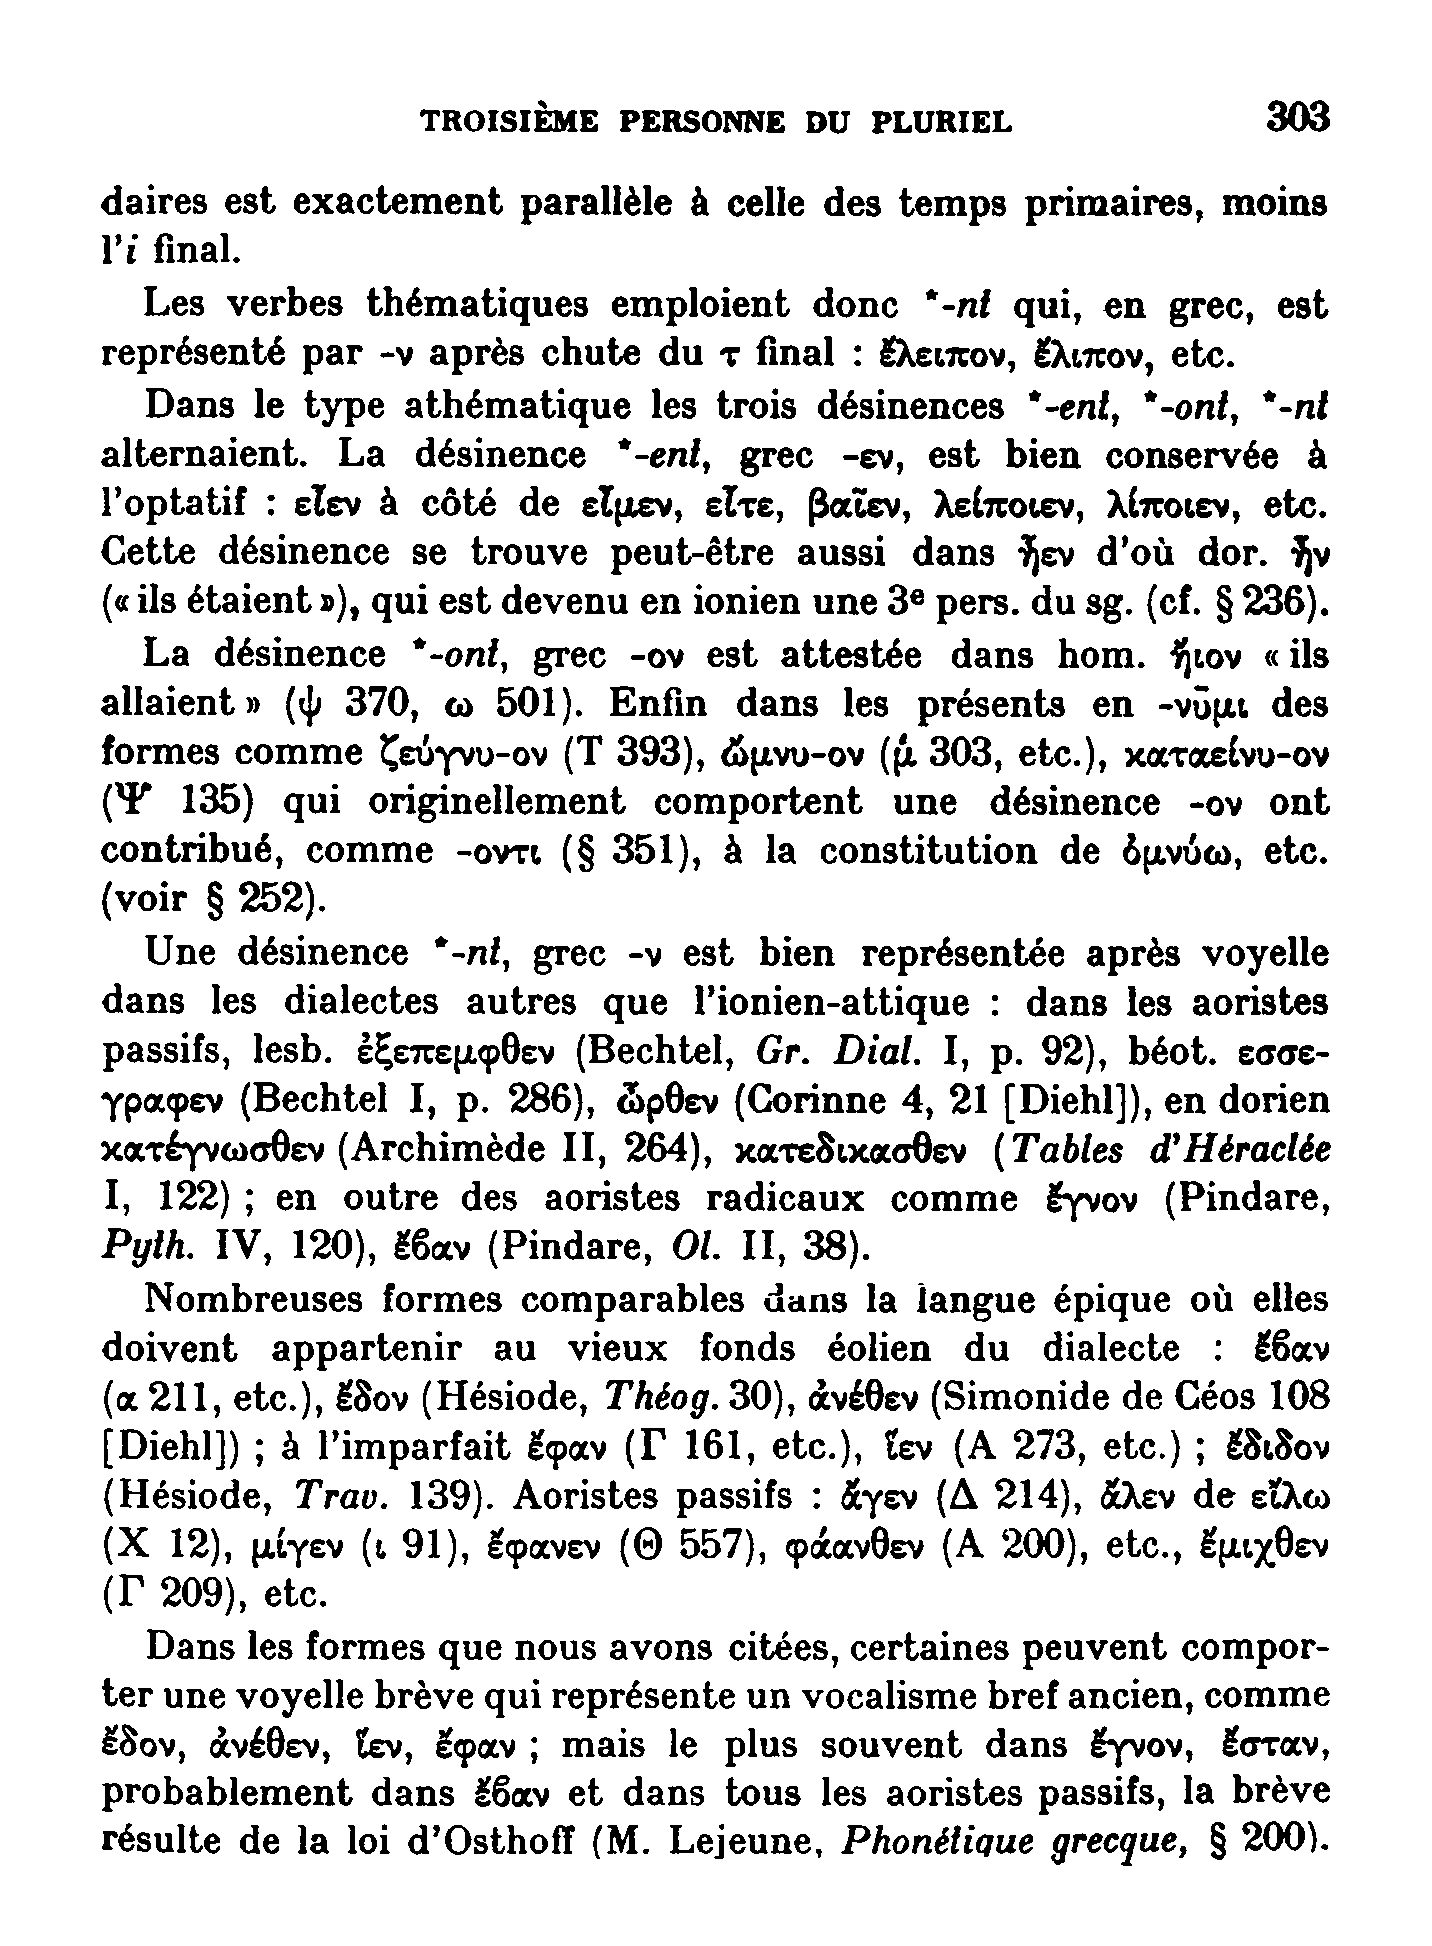 TROISIÈME PERSONNE DU PLURIEL 303
daires est exactement parallèle à celle des temps primaires, moins
l'i final.
Les verbes thématiques emploient donc *-nt qui, en grec, est
représenté par -ν après chute du τ final : ἔλειπον, ἔλιπον, etc.
Dans le type athématique les trois désinences *-ent, *-ont, *-nt
alternaient. La désinence *-ent, grec -εν, est bien conservée à
l'optatif : εἶεν à côté de εἶμεν, εἶτε, βαῖεν, λείποιεν, λίποιεν, etc.
Cette désinence se trouve peut-être aussi dans ἦεν d'où dor. ἦν
(« ils étaient »), qui est devenu en ionien une 3e pers. du sg. (cf. § 236).
La désinence *-ont, grec -ον est attestée dans hom. ἤιον « ils
allaient » (ψ 370, ω 501). Enfin dans les présents en -νῡμι des
formes comme ζεύγνυ-ον (Τ 393), ὤμνυ-ον (μ 303, etc.), καταείνυ-ον
(Ψ 135) qui originellement comportent une désinence -ον ont
contribué, comme -οντι (§ 351), à la constitution de ὀμνύω, etc.
(voir § 252).
Une désinence *-nt, grec -ν est bien représentée après voyelle
dans les dialectes autres que l'ionien-attique : dans les aoristes
passifs, lesb. ἐξεπεμφθεν (Bechtel, Gr. Dial. I, p. 92), béot. εσσε-
γραφεν (Bechtel I, p. 286), ὦρθεν (Corinne 4, 21 [Diehl]), en dorien
κατέγνωσθεν (Archimède II, 264), κατεδικασθεν (Tables d'Héraclée
I, 122) ; en outre des aoristes radicaux comme ἔγνον (Pindare,
Pyth. IV, 120), ἔϐαν (Pindare, Ol. II, 38).
Nombreuses formes comparables dans la langue épique où elles
doivent appartenir au vieux fonds éolien du dialecte : ἔϐαν
(α 211, etc.), ἔδον (Hésiode, Théog. 30), ἀνέθεν (Simonide de Céos 108
[Diehl]) ; à l'imparfait ἔφαν (Γ 161, etc.), ἵεν (Α 273, etc.) ; ἔδιδον
(Hésiode, Trav. 139). Aoristes passifs : ἄγεν (Δ 214), ἄλεν de εἴλω
(Χ 12), μίγεν (ι 91), ἔφανεν (Θ 557), φάανθεν (Α 200), etc., ἔμιχθεν
(Γ 209), etc.
Dans les formes que nous avons citées, certaines peuvent compor-
ter une voyelle brève qui représente un vocalisme bref ancien, comme
ἔδον, ἀνέθεν, ἵεν, ἔφαν ; mais le plus souvent dans ἔγνον, ἔσταν,
probablement dans ἔϐαν et dans tous les aoristes passifs, la brève
résulte de la loi d'Osthoff (M. Lejeune, Phonétique grecque, § 200).